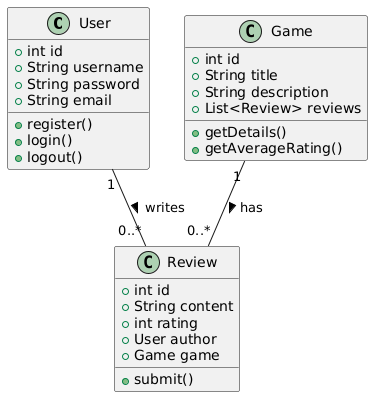 C User
int id
String username
String password
String email
register()
login()
logout()
C Game
int id
String title
String description
List<Review> reviews
getDetails()
getAverageRating()
1
writes
0..*
1
has
0..*
C Review
int id
String content
int rating
User author
Game game
submit()